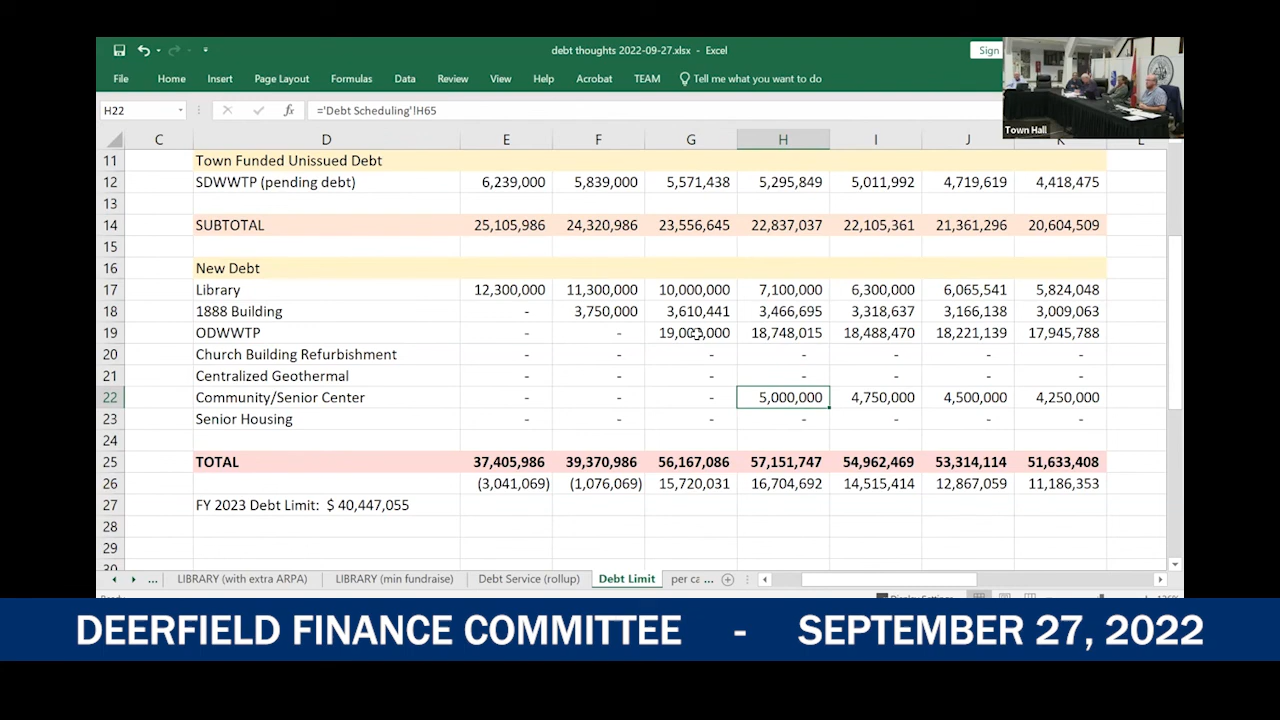 debt thoughts 2022-09-27.xlsx - Excel
Sign
File Home Insert Page Layout Formulas Data Review View Help Acrobat TEAM Tell me what you want to do
H22 fx ='Debt Scheduling'!H65
Town Hall
C D E F G H I J K L
11 Town Funded Unissued Debt
12 SDWWTP (pending debt) 6,239,000 5,839,000 5,571,438 5,295,849 5,011,992 4,719,619 4,418,475
13
14 SUBTOTAL 25,105,986 24,320,986 23,556,645 22,837,037 22,105,361 21,361,296 20,604,509
15
16 New Debt
17 Library 12,300,000 11,300,000 10,000,000 7,100,000 6,300,000 6,065,541 5,824,048
18 1888 Building - 3,750,000 3,610,441 3,466,695 3,318,637 3,166,138 3,009,063
19 ODWWTP - - 19,000,000 18,748,015 18,488,470 18,221,139 17,945,788
20 Church Building Refurbishment - - - - - - -
21 Centralized Geothermal - - - - - - -
22 Community/Senior Center - - - 5,000,000 4,750,000 4,500,000 4,250,000
23 Senior Housing - - - - - - -
24
25 TOTAL 37,405,986 39,370,986 56,167,086 57,151,747 54,962,469 53,314,114 51,633,408
26 (3,041,069) (1,076,069) 15,720,031 16,704,692 14,515,414 12,867,059 11,186,353
27 FY 2023 Debt Limit: $ 40,447,055
28
29
... LIBRARY (with extra ARPA) LIBRARY (min fundraise) Debt Service (rollup) Debt Limit per ca ...
DEERFIELD FINANCE COMMITTEE - SEPTEMBER 27, 2022